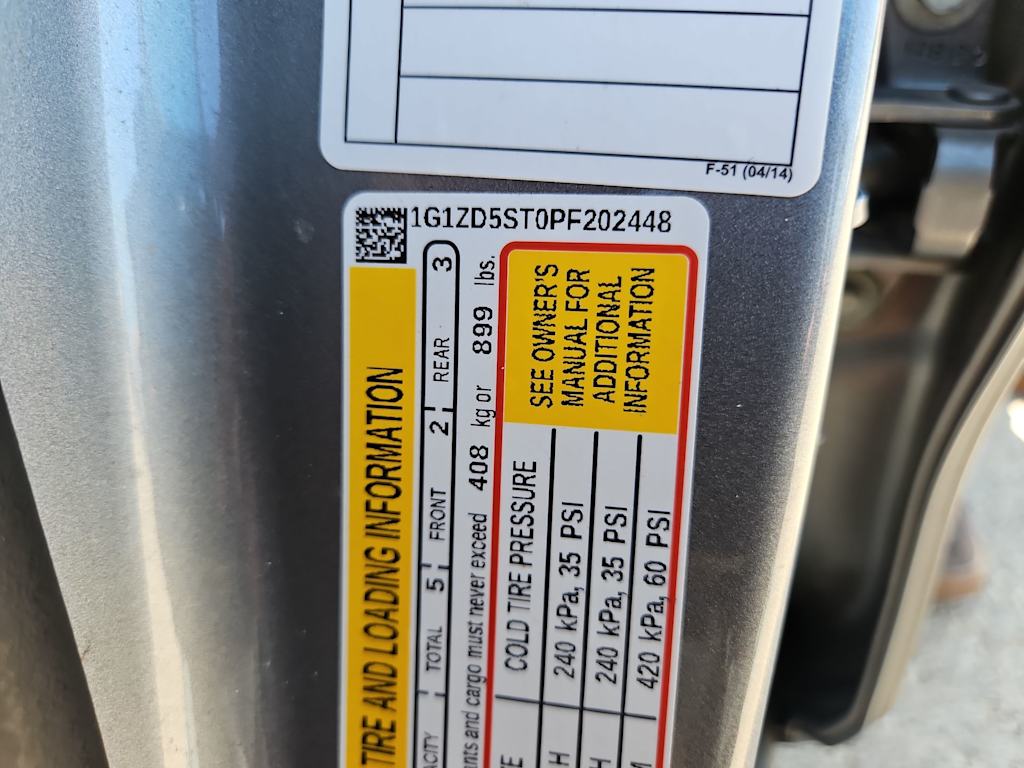 F-51 (04/14)
1G1ZD5ST0PF202448
TIRE AND LOADING INFORMATION
TOTAL 5 FRONT 2 REAR 3
and cargo must never exceed 408 kg or 899 lbs.
COLD TIRE PRESSURE
240 kPa, 35 PSI
240 kPa, 35 PSI
420 kPa, 60 PSI
SEE OWNER'S
MANUAL FOR
ADDITIONAL
INFORMATION